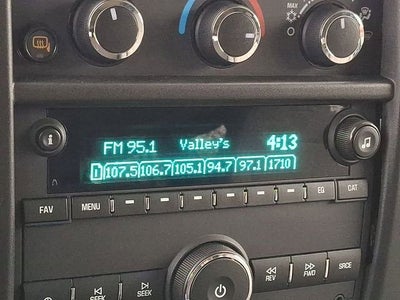 MAX
FM 95.1 Valley's 4:13
1 107.5 106.7 105.1 94.7 97.1 1710
FAV MENU EQ CAT
SEEK SEEK REV FWD SRCE